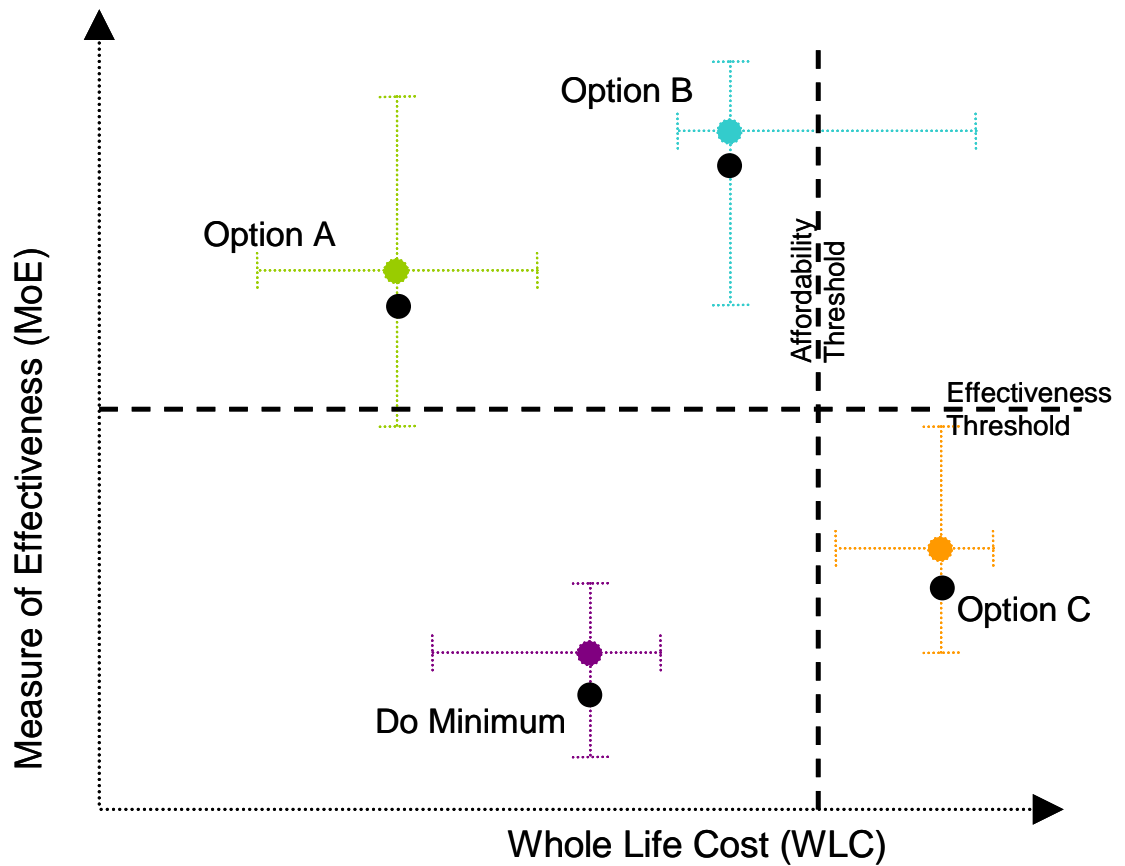 Option B
Option A
Affordability
Threshold
Effectiveness
Threshold
Measure of Effectiveness (MoE)
Option C
Do Minimum
Whole Life Cost (WLC)